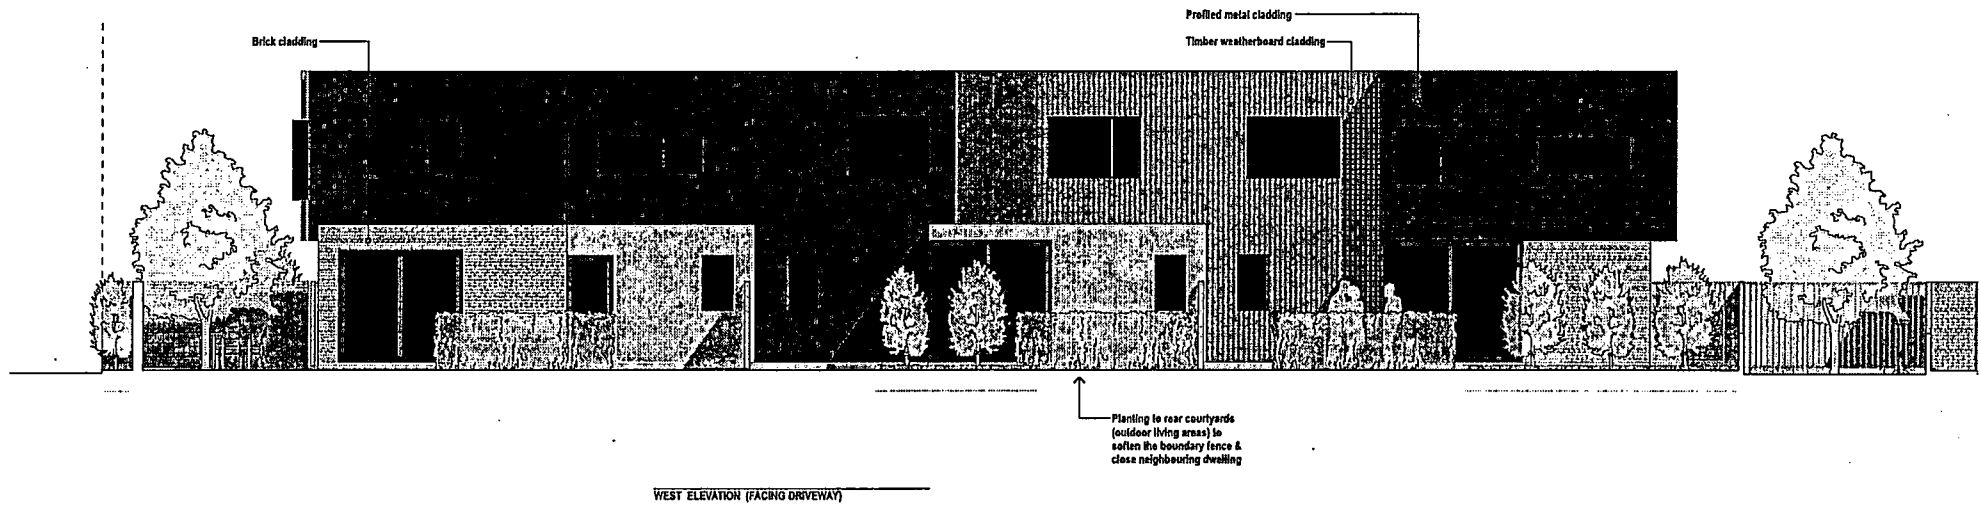 Profiled metal cladding
Brick cladding
Timber weatherboard cladding
Planting to rear courtyards
(outdoor living areas) to
soften the boundary fence &
close neighbouring dwelling
WEST ELEVATION (FACING DRIVEWAY)